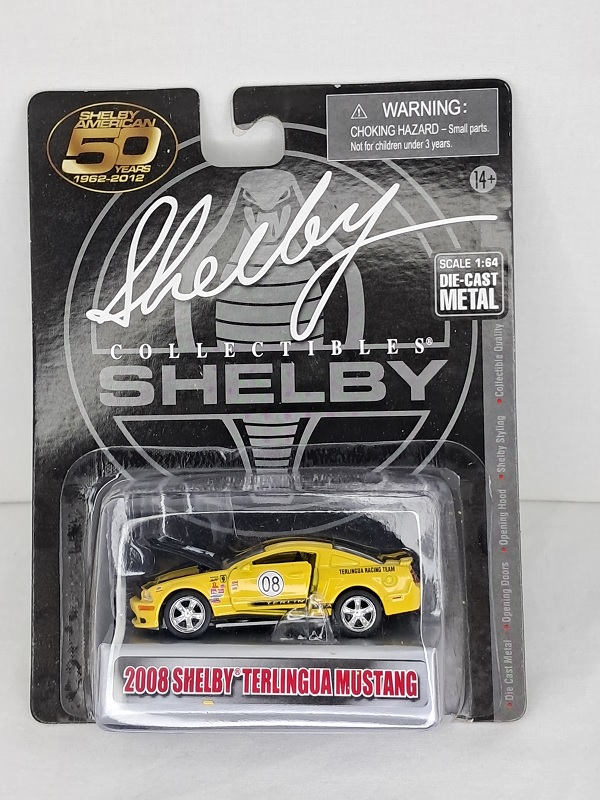 SHELBY
AMERICAN
50
YEARS
1962-2012
WARNING:
CHOKING HAZARD – Small parts.
Not for children under 3 years.
14+
Shelby
COLLECTIBLES®
SHELBY
SCALE 1:64
DIE-CAST
METAL
• Die Cast Metal • Opening Doors • Opening Hood • Shelby Styling • Collectible Quality
08
TERLINGUA RACING TEAM
2008 SHELBY® TERLINGUA MUSTANG